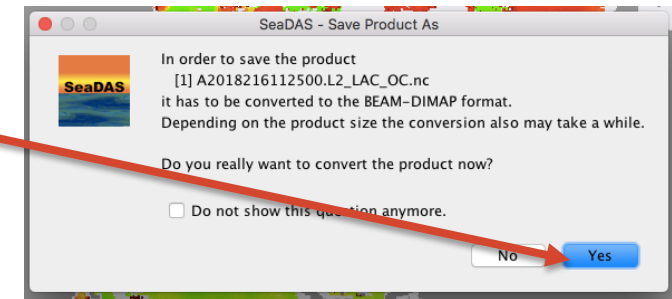 SeaDAS - Save Product As
SeaDAS
In order to save the product
[1] A2018216112500.L2_LAC_OC.nc
it has to be converted to the BEAM-DIMAP format.
Depending on the product size the conversion also may take a while.
Do you really want to convert the product now?
Do not show this question anymore.
No
Yes